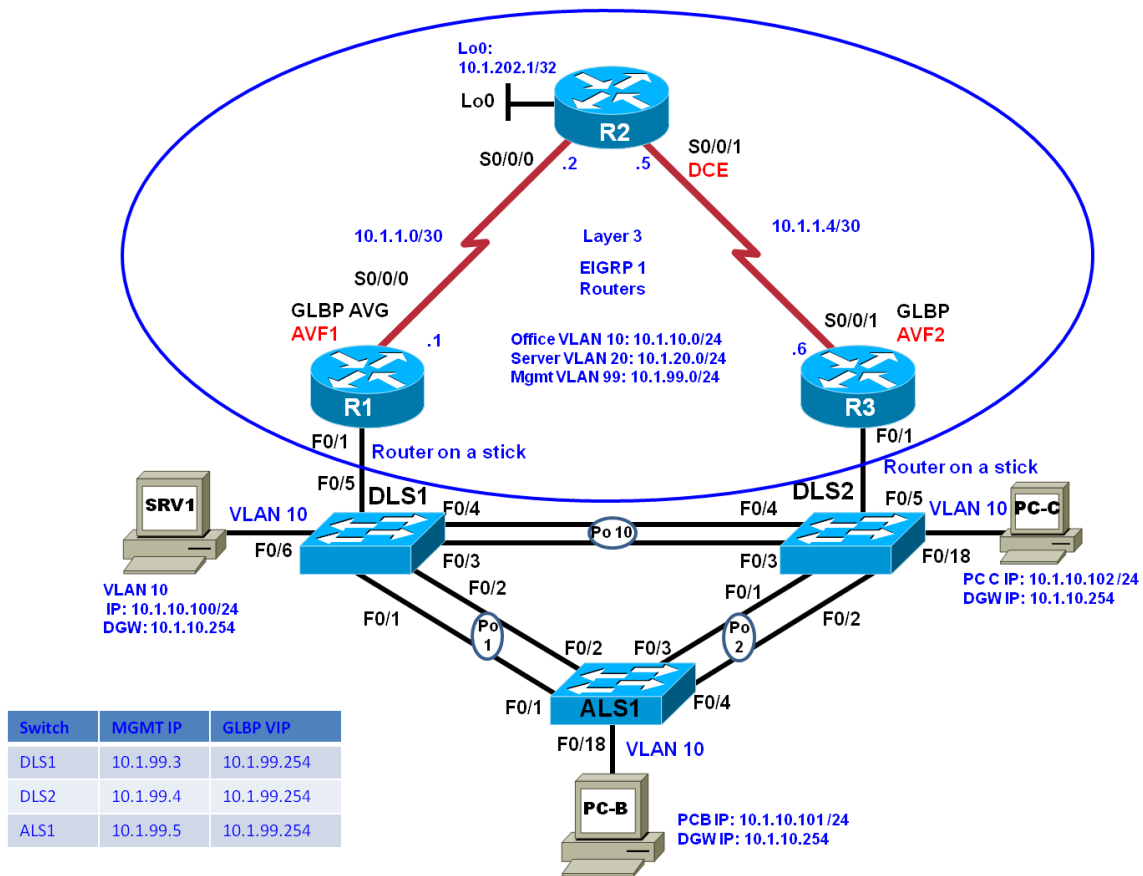 Lo0:
10.1.202.1/32
Lo0
R2
S0/0/0
.2
.5
S0/0/1
DCE
10.1.1.0/30
10.1.1.4/30
Layer 3
EIGRP 1
Routers
S0/0/0
GLBP AVG
AVF1
.1
S0/0/1
GLBP
AVF2
.6
Office VLAN 10: 10.1.10.0/24
Server VLAN 20: 10.1.20.0/24
Mgmt VLAN 99: 10.1.99.0/24
R1
R3
F0/1
Router on a stick
F0/1
Router on a stick
F0/5
DLS1
DLS2
F0/5
SRV1
VLAN 10
F0/6
F0/4
F0/4
Po 10
F0/3
F0/3
VLAN 10
PC-C
F0/18
VLAN 10
IP: 10.1.10.100/24
DGW: 10.1.10.254
PC C IP: 10.1.10.102 /24
DGW IP: 10.1.10.254
F0/2
F0/1
F0/1
F0/2
Po
1
Po
2
F0/2
F0/3
F0/1
F0/4
ALS1
F0/18
VLAN 10
PC-B
PCB IP: 10.1.10.101 /24
DGW IP: 10.1.10.254
Switch MGMT IP GLBP VIP
DLS1 10.1.99.3 10.1.99.254
DLS2 10.1.99.4 10.1.99.254
ALS1 10.1.99.5 10.1.99.254